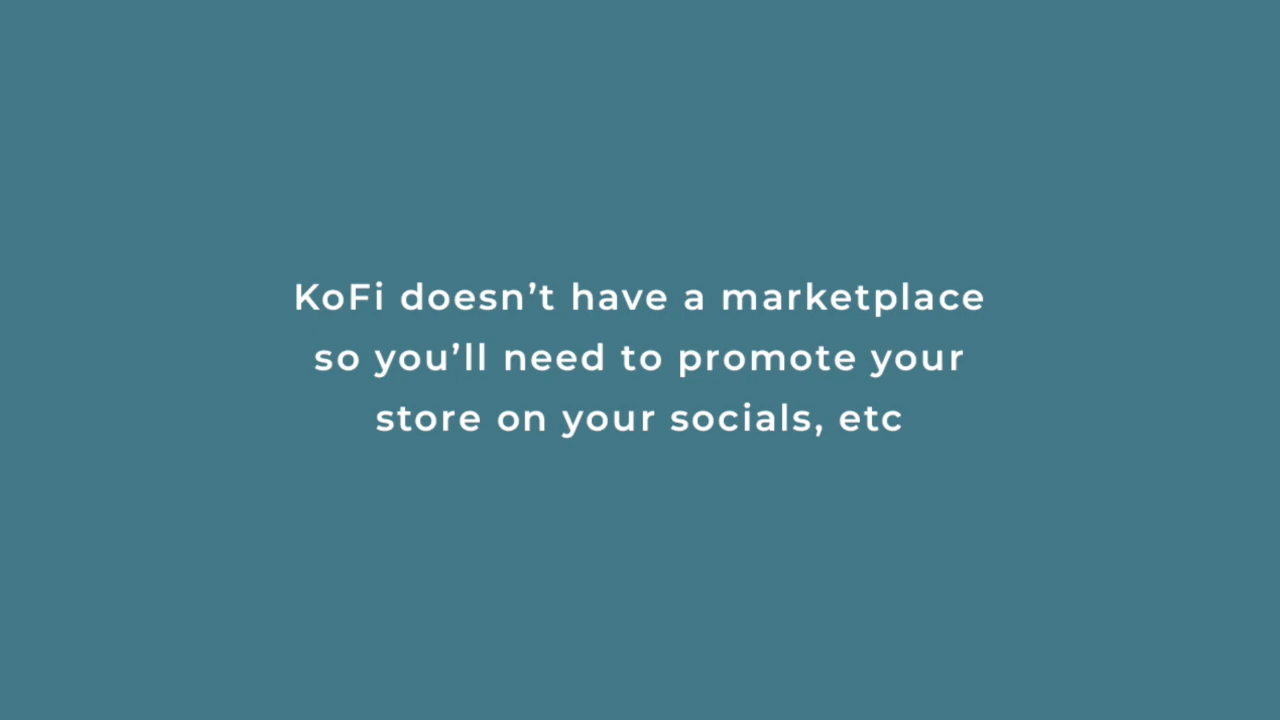 KoFi doesn’t have a marketplace
so you’ll need to promote your
store on your socials, etc